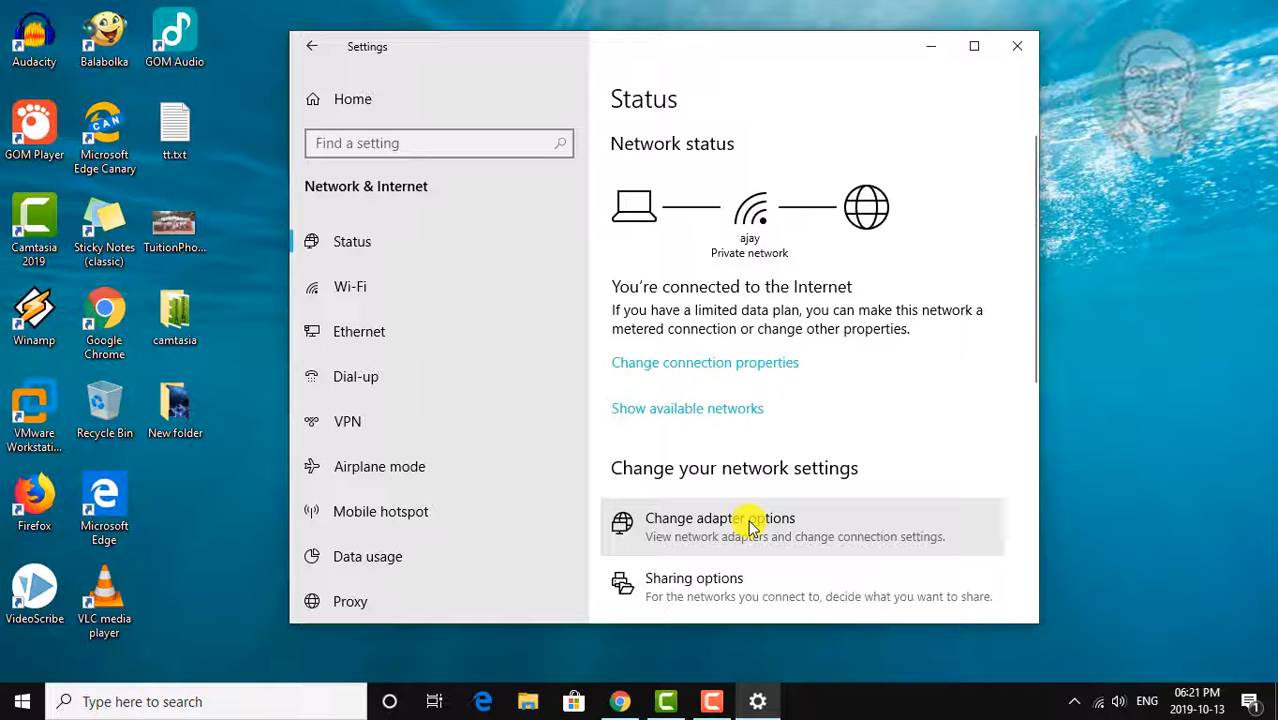 Audacity
Balabolka
GOM Audio
GOM Player
Microsoft
Edge Canary
tt.txt
Camtasia
2019
Sticky Notes
(classic)
TuitionPho...
Winamp
Google
Chrome
camtasia
VMware
Workstati...
Recycle Bin
New folder
Firefox
Microsoft
Edge
VideoScribe
VLC media
player
Settings
Home
Find a setting
Network & Internet
Status
Wi-Fi
Ethernet
Dial-up
VPN
Airplane mode
Mobile hotspot
Data usage
Proxy
Status
Network status
ajay
Private network
You're connected to the Internet
If you have a limited data plan, you can make this network a
metered connection or change other properties.
Change connection properties
Show available networks
Change your network settings
Change adapter options
View network adapters and change connection settings.
Sharing options
For the networks you connect to, decide what you want to share.
Type here to search
ENG
06:21 PM
2019-10-13
1